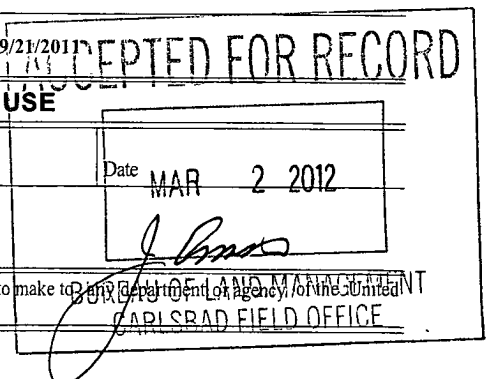 9/21/2011
ACCEPTED FOR RECORD
USE
Date
MAR 2 2012
to make to any department or agency of the United
BUREAU OF LAND MANAGEMENT
CARLSBAD FIELD OFFICE